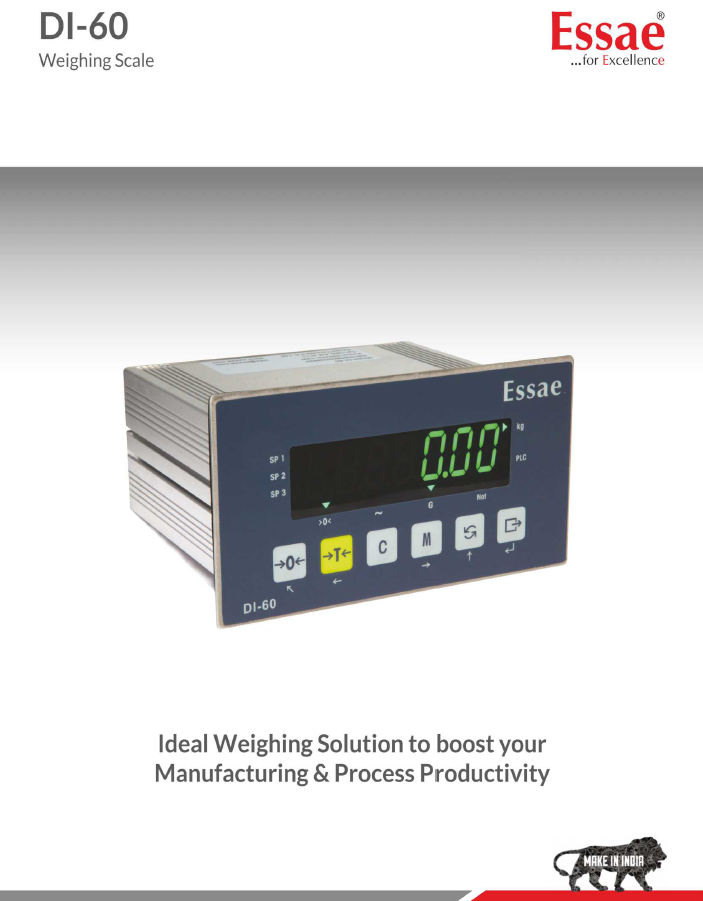 DI-60
Weighing Scale
Essae®
...for Excellence
Essae
SP 1
SP 2
SP 3
0.00
kg
PLC
>0<
~
G
Net
→0←
→T←
C
M
DI-60
Ideal Weighing Solution to boost your
Manufacturing & Process Productivity
MAKE IN INDIA